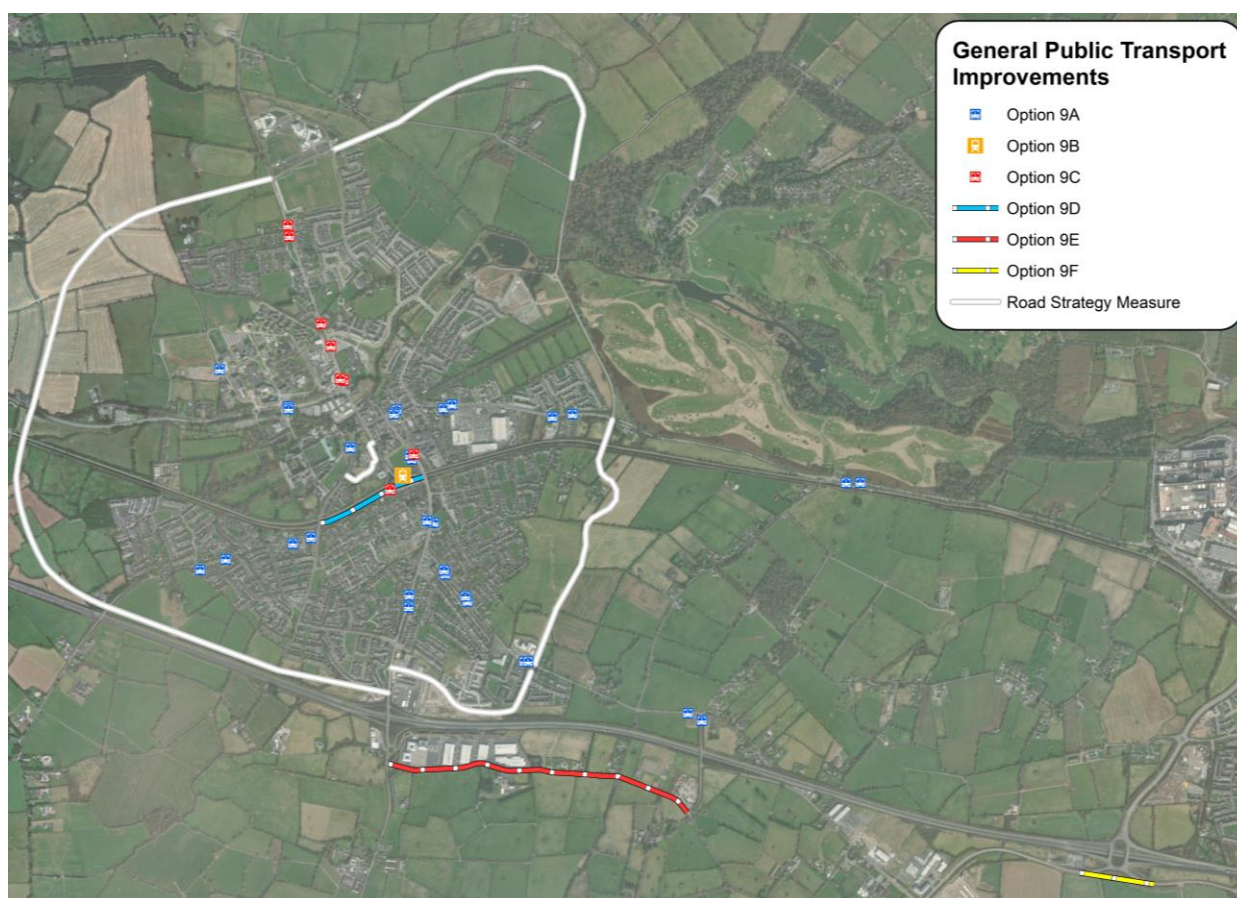 General Public Transport
Improvements
Option 9A
Option 9B
Option 9C
Option 9D
Option 9E
Option 9F
Road Strategy Measure